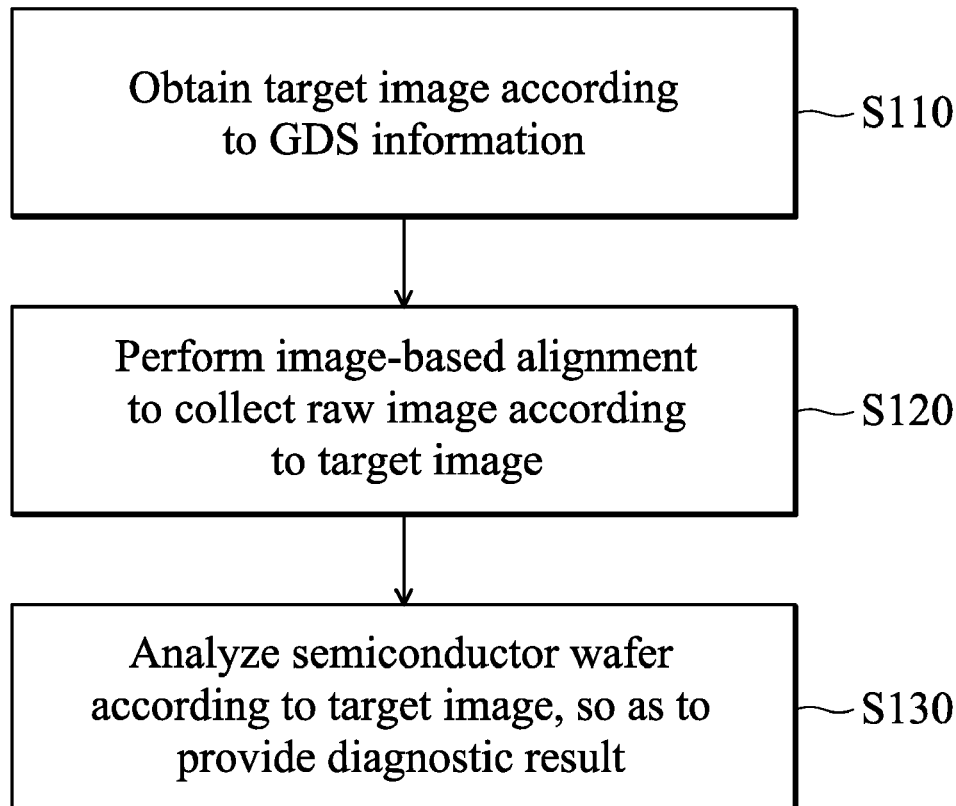 Obtain target image according
to GDS information
S110
Perform image-based alignment
to collect raw image according
to target image
S120
Analyze semiconductor wafer
according to target image, so as to
provide diagnostic result
S130